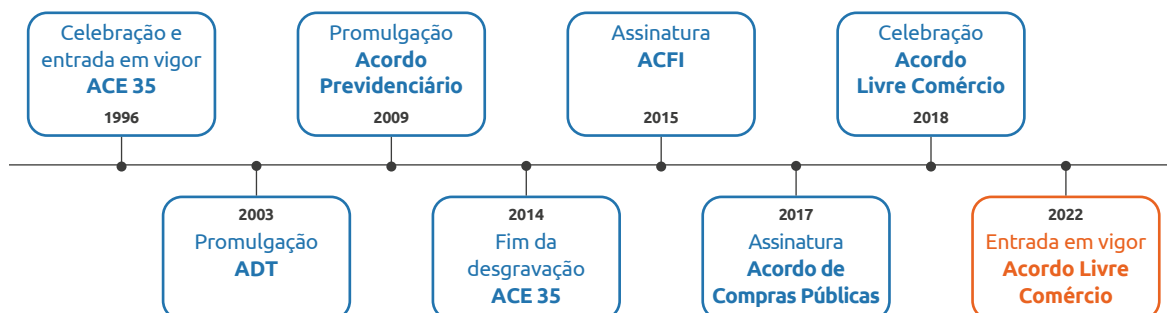 Celebração e
entrada em vigor
ACE 35
1996
Promulgação
Acordo
Previdenciário
2009
Assinatura
ACFI
2015
Celebração
Acordo
Livre Comércio
2018
2003
Promulgação
ADT
2014
Fim da
desgravação
ACE 35
2017
Assinatura
Acordo de
Compras Públicas
2022
Entrada em vigor
Acordo Livre
Comércio